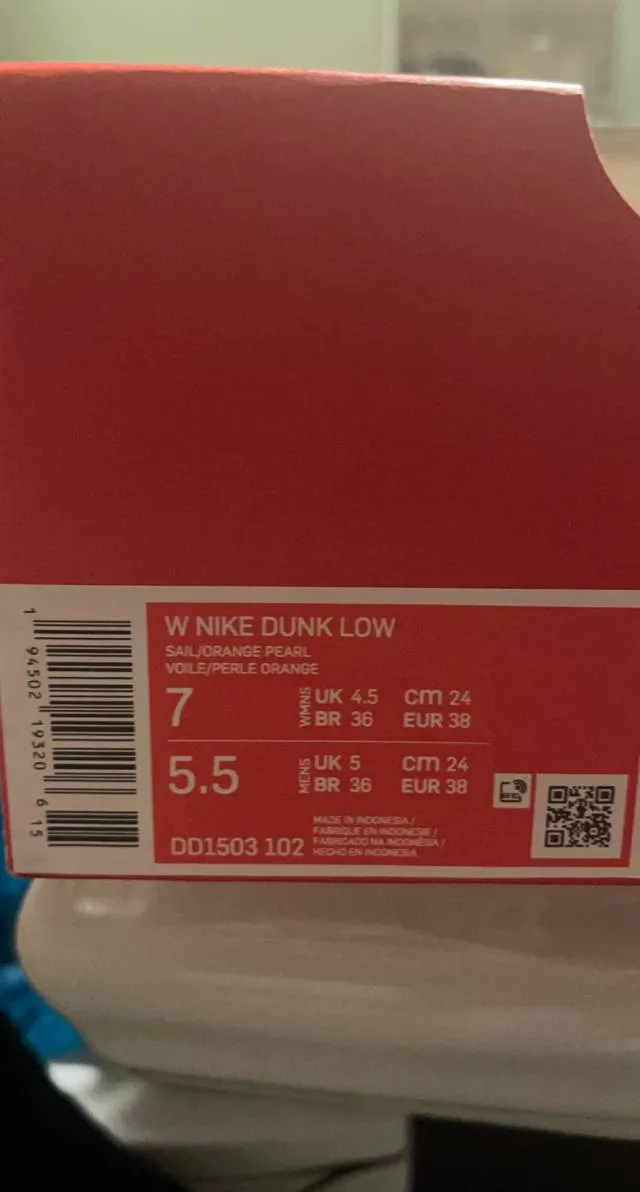 W NIKE DUNK LOW
SAIL/ORANGE PEARL
VOILE/PERLE ORANGE
7 WMNS UK 4.5 cm 24
BR 36 EUR 38
5.5 MENS UK 5 cm 24
BR 36 EUR 38
DD1503 102
MADE IN INDONESIA /
FABRIQUE EN INDONESIE /
FABRICADO NA INDONÉSIA /
HECHO EN INDONESIA
1 94502 19320 6 15